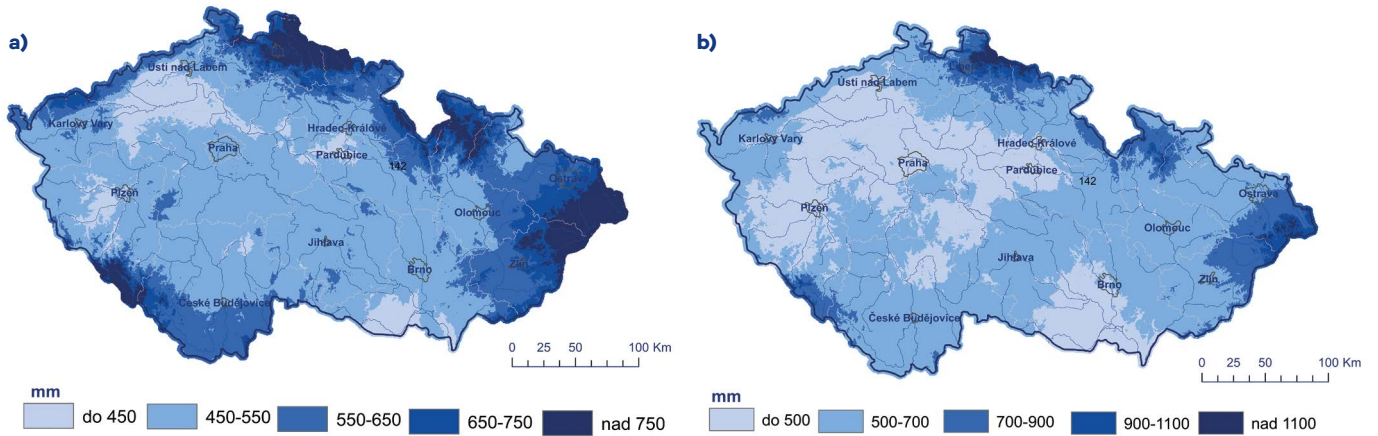 a)
Ústí nad Labem
Karlovy Vary
Praha
Hradec Králové
Pardubice
142
Plzeň
Ostrava
Olomouc
Jihlava
Zlín
Brno
České Budějovice
0 25 50 100 Km
mm
do 450 450-550 550-650 650-750 nad 750
b)
Liberec
Ústí nad Labem
Karlovy Vary
Praha
Hradec Králové
Pardubice
142
Plzeň
Ostrava
Olomouc
Jihlava
Zlín
Brno
České Budějovice
0 25 50 100 Km
mm
do 500 500-700 700-900 900-1100 nad 1100